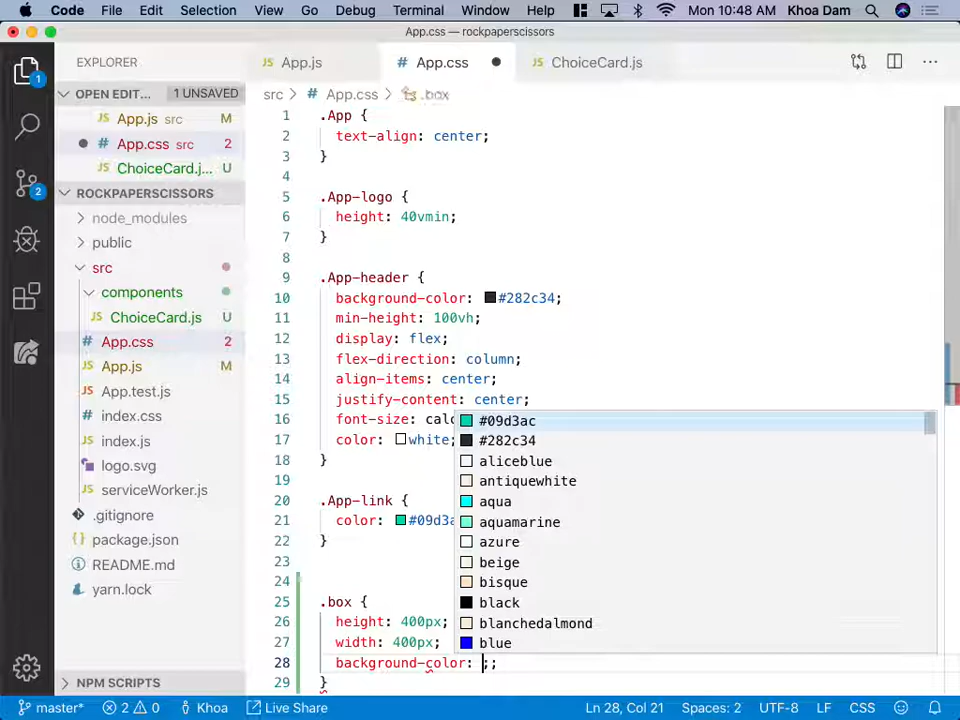 Code File Edit Selection View Go Debug Terminal Window Help Mon 10:48 AM Khoa Dam
App.css — rockpaperscissors
EXPLORER
App.js
App.css
ChoiceCard.js
OPEN EDIT... 1 UNSAVED
App.js src M
App.css src 2
ChoiceCard.j... U
ROCKPAPERSCISSORS
node_modules
public
src
components
ChoiceCard.js U
App.css 2
App.js M
App.test.js
index.css
index.js
logo.svg
serviceWorker.js
.gitignore
package.json
README.md
yarn.lock
NPM SCRIPTS
1
2
src > App.css > .box
1 .App {
2 text-align: center;
3 }
4
5 .App-logo {
6 height: 40vmin;
7 }
8
9 .App-header {
10 background-color: #282c34;
11 min-height: 100vh;
12 display: flex;
13 flex-direction: column;
14 align-items: center;
15 justify-content: center;
16 font-size: calc
17 color: white;
18 }
19
20 .App-link {
21 color: #09d3a
22 }
23
24
25 .box {
26 height: 400px;
27 width: 400px;
28 background-color: ;;
29 }
#09d3ac
#282c34
aliceblue
antiquewhite
aqua
aquamarine
azure
beige
bisque
black
blanchedalmond
blue
master* 2 0 Khoa Live Share Ln 28, Col 21 Spaces: 2 UTF-8 LF CSS